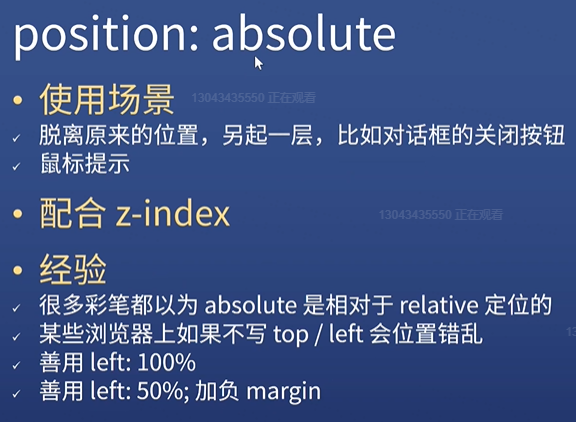 position: absolute
• 使用场景
13043435550 正在观看
✓ 脱离原来的位置，另起一层，比如对话框的关闭按钮
✓ 鼠标提示
• 配合 z-index
13043435550 正在观看
• 经验
✓ 很多彩笔都以为 absolute 是相对于 relative 定位的
✓ 某些浏览器上如果不写 top / left 会位置错乱
13
✓ 善用 left: 100%
✓ 善用 left: 50%; 加负 margin